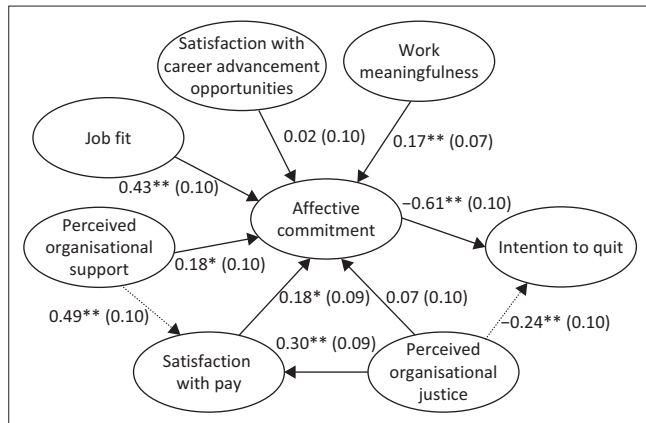 Satisfaction with
career advancement
opportunities
Work
meaningfulness
Job fit
0.02 (0.10)
0.17** (0.07)
0.43** (0.10)
Affective
commitment
−0.61** (0.10)
Perceived
organisational
support
Intention to quit
0.18* (0.10)
0.18* (0.09)
0.07 (0.10)
0.49** (0.10)
−0.24** (0.10)
0.30** (0.09)
Satisfaction
with pay
Perceived
organisational
justice